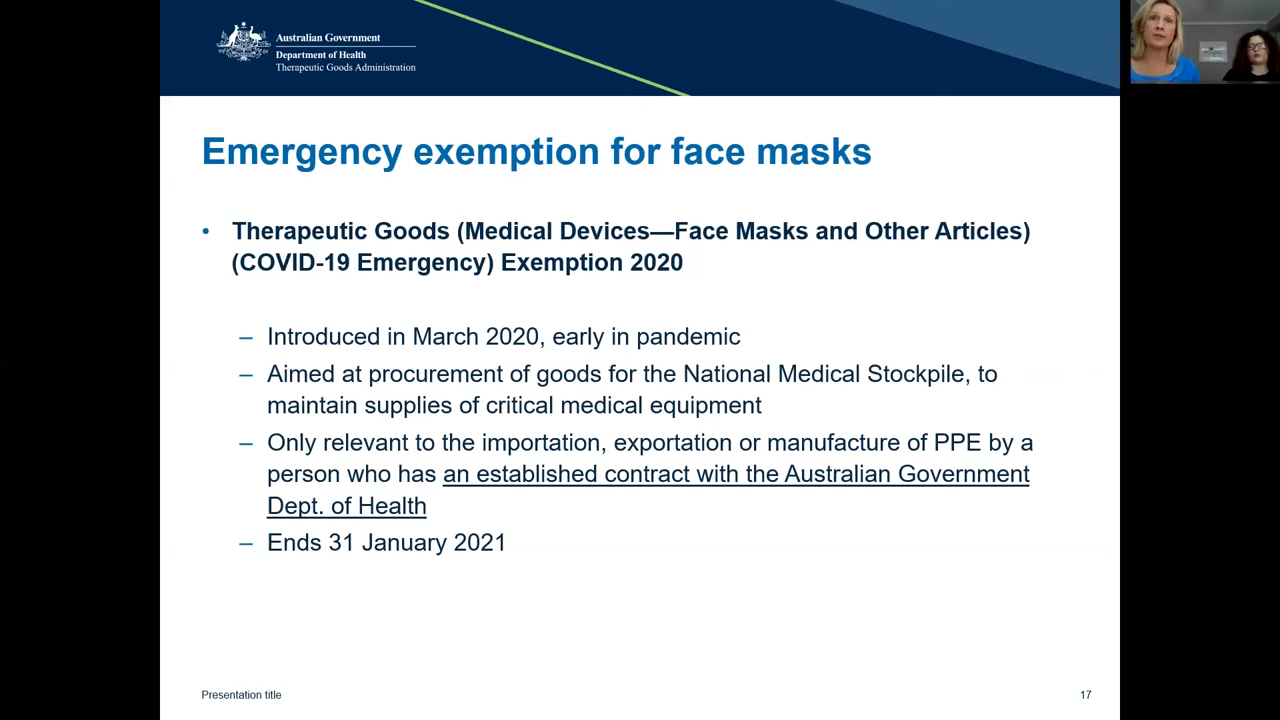 Australian Government
Department of Health
Therapeutic Goods Administration
Emergency exemption for face masks
• Therapeutic Goods (Medical Devices—Face Masks and Other Articles)
(COVID-19 Emergency) Exemption 2020
– Introduced in March 2020, early in pandemic
– Aimed at procurement of goods for the National Medical Stockpile, to
maintain supplies of critical medical equipment
– Only relevant to the importation, exportation or manufacture of PPE by a
person who has an established contract with the Australian Government
Dept. of Health
– Ends 31 January 2021
Presentation title
17